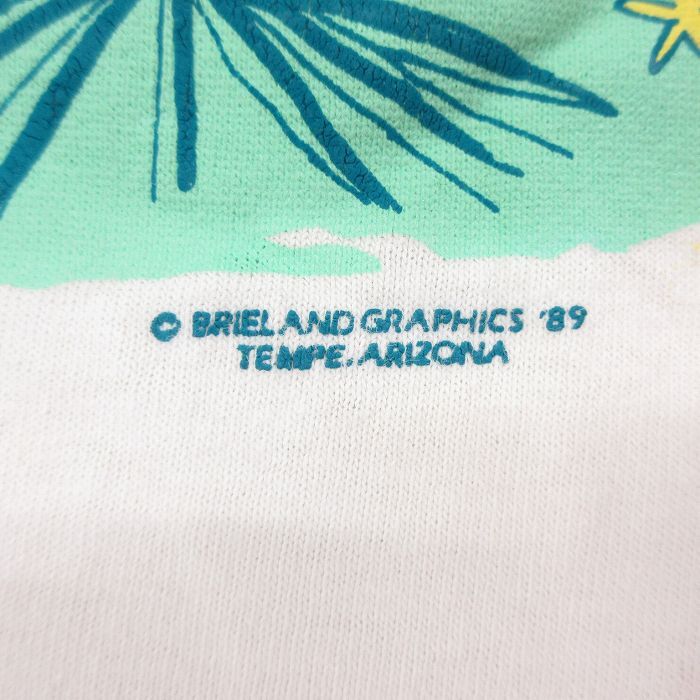 © BRIELAND GRAPHICS '89
TEMPE, ARIZONA